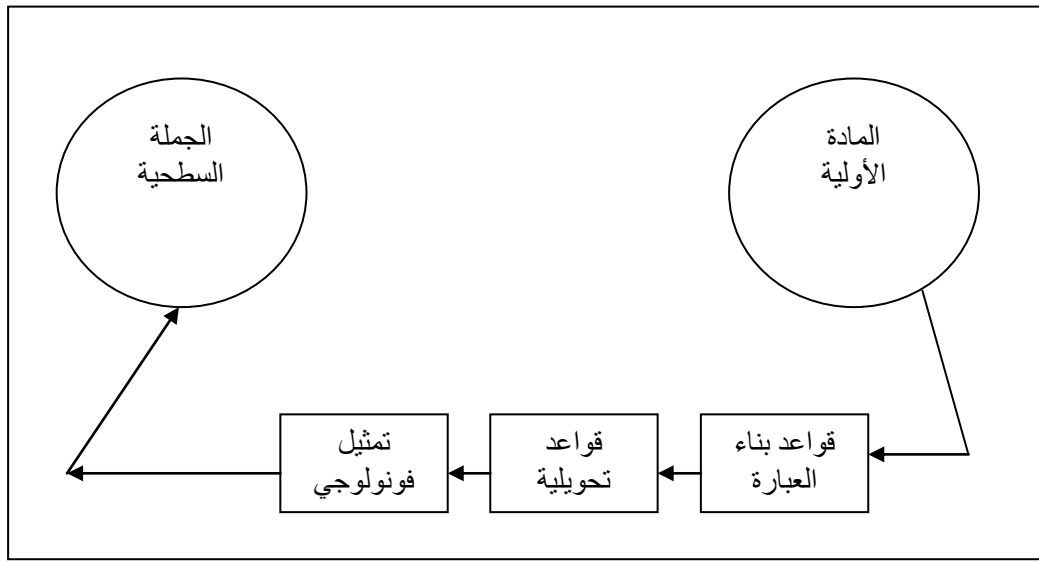 المادة
الأولية
قواعد بناء
العبارة
قواعد
تحويلية
تمثيل
فونولوجي
الجملة
السطحية